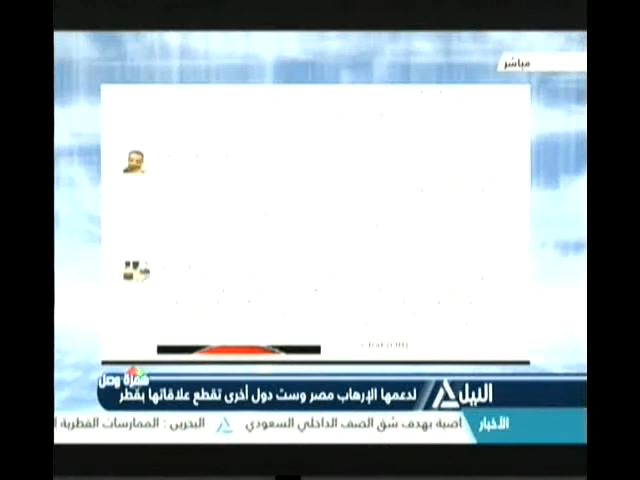 مباشر
همزة وصل
النيل
لدعمها الإرهاب مصر وست دول أخرى تقطع علاقاتها بقطر
الأخبار
اضية بهدف شق الصف الداخلي السعودي
البحرين : الممارسات القطرية ا